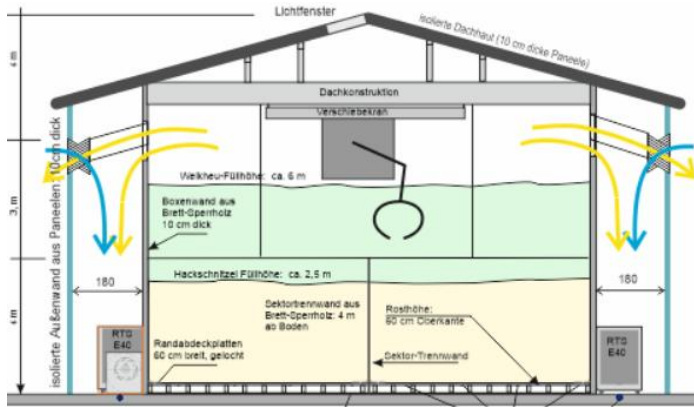 Lichtfenster
isolierte Dachhaut (10 cm dicke Paneele)
4 m
Dachkonstruktion
Verschiebekran
isolierte Außenwand aus Paneelen (10cm dick)
3, m
Welkheu-Füllhöhe: ca. 6 m
Boxenwand aus
Brett-Sperrholz
10 cm dick
180
180
Hackschnitzel Füllhöhe: ca. 2,5 m
Sektortrennwand aus
Brett-Sperrholz: 4 m
ab Boden
Rosthöhe:
60 cm Oberkante
4 m
RTG
E40
Randabdeckplatten
60 cm breit, gelocht
Sektor-Trennwand
RTG
E40